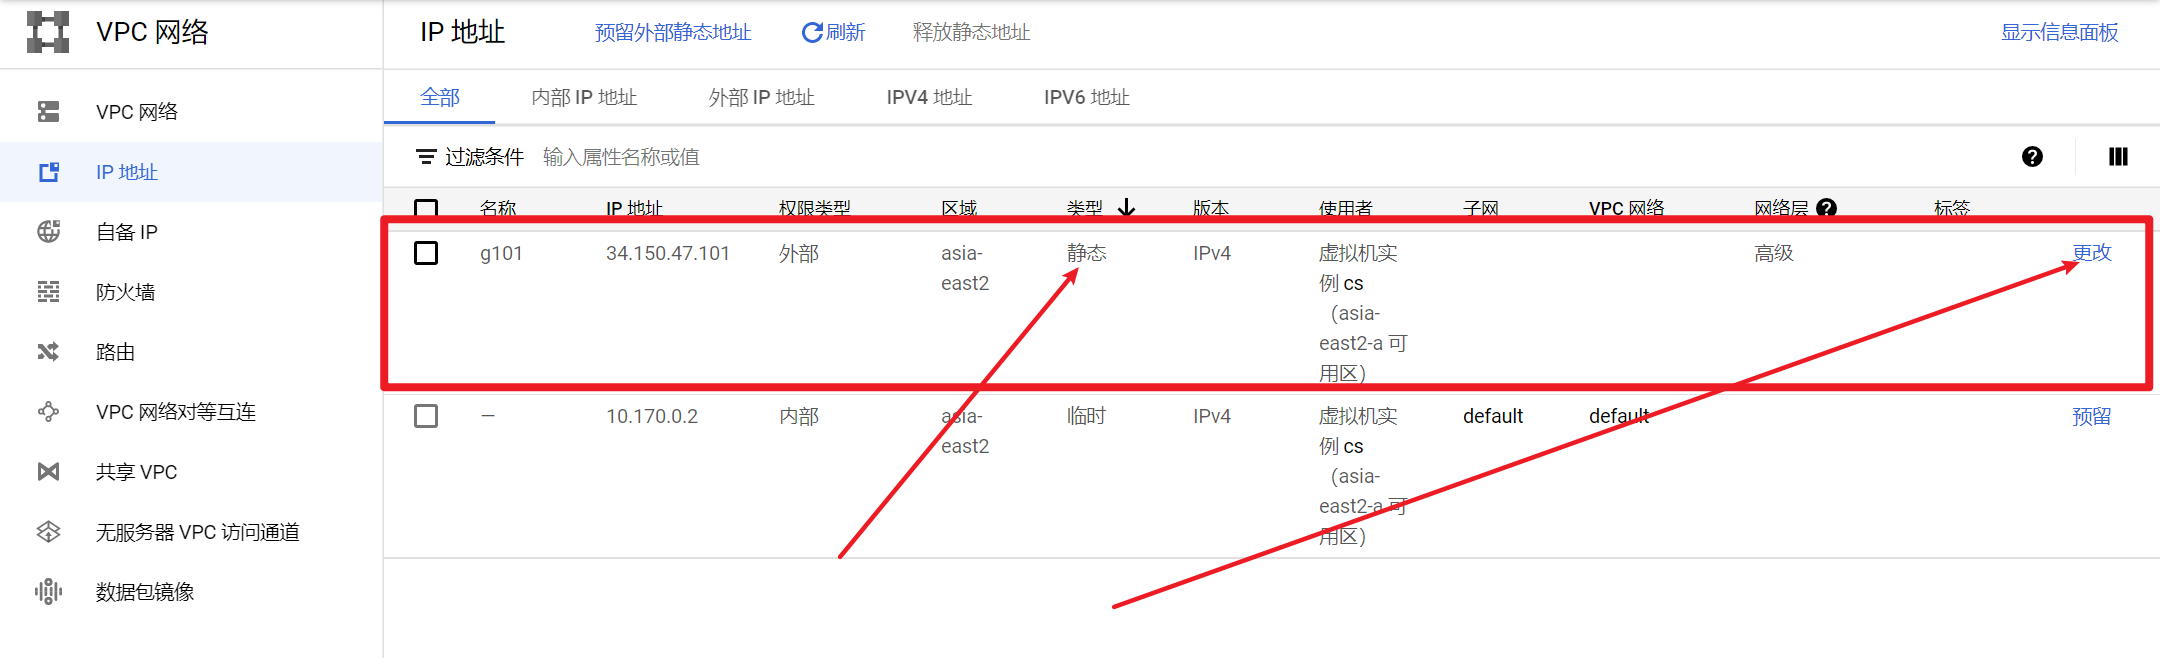 VPC 网络
IP 地址
预留外部静态地址
刷新
释放静态地址
显示信息面板
VPC 网络
IP 地址
自备 IP
防火墙
路由
VPC 网络对等互连
共享 VPC
无服务器 VPC 访问通道
数据包镜像
全部
内部 IP 地址
外部 IP 地址
IPV4 地址
IPV6 地址
过滤条件
输入属性名称或值
名称
IP 地址
权限类型
区域
类型
版本
使用者
子网
VPC 网络
网络层
标签
g101
34.150.47.101
外部
asia-
east2
静态
IPv4
虚拟机实
例 cs
（asia-
east2-a 可
用区）
高级
更改
—
10.170.0.2
内部
asia-
east2
临时
IPv4
虚拟机实
例 cs
（asia-
east2-a 可
用区）
default
default
预留